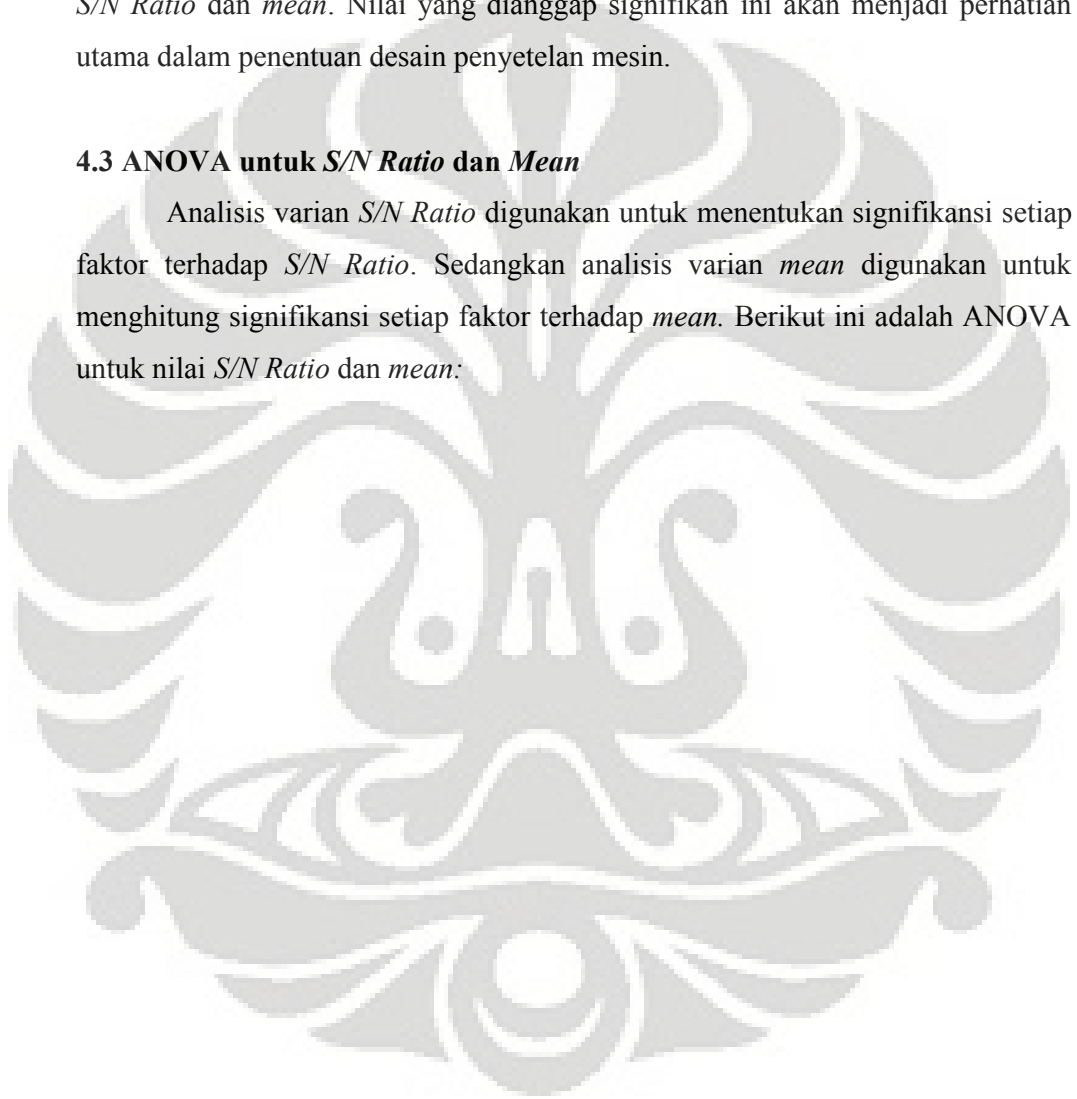 S/N Ratio dan mean. Nilai yang dianggap signifikan ini akan menjadi perhatian
utama dalam penentuan desain penyetelan mesin.
4.3 ANOVA untuk S/N Ratio dan Mean
Analisis varian S/N Ratio digunakan untuk menentukan signifikansi setiap
faktor terhadap S/N Ratio. Sedangkan analisis varian mean digunakan untuk
menghitung signifikansi setiap faktor terhadap mean. Berikut ini adalah ANOVA
untuk nilai S/N Ratio dan mean: